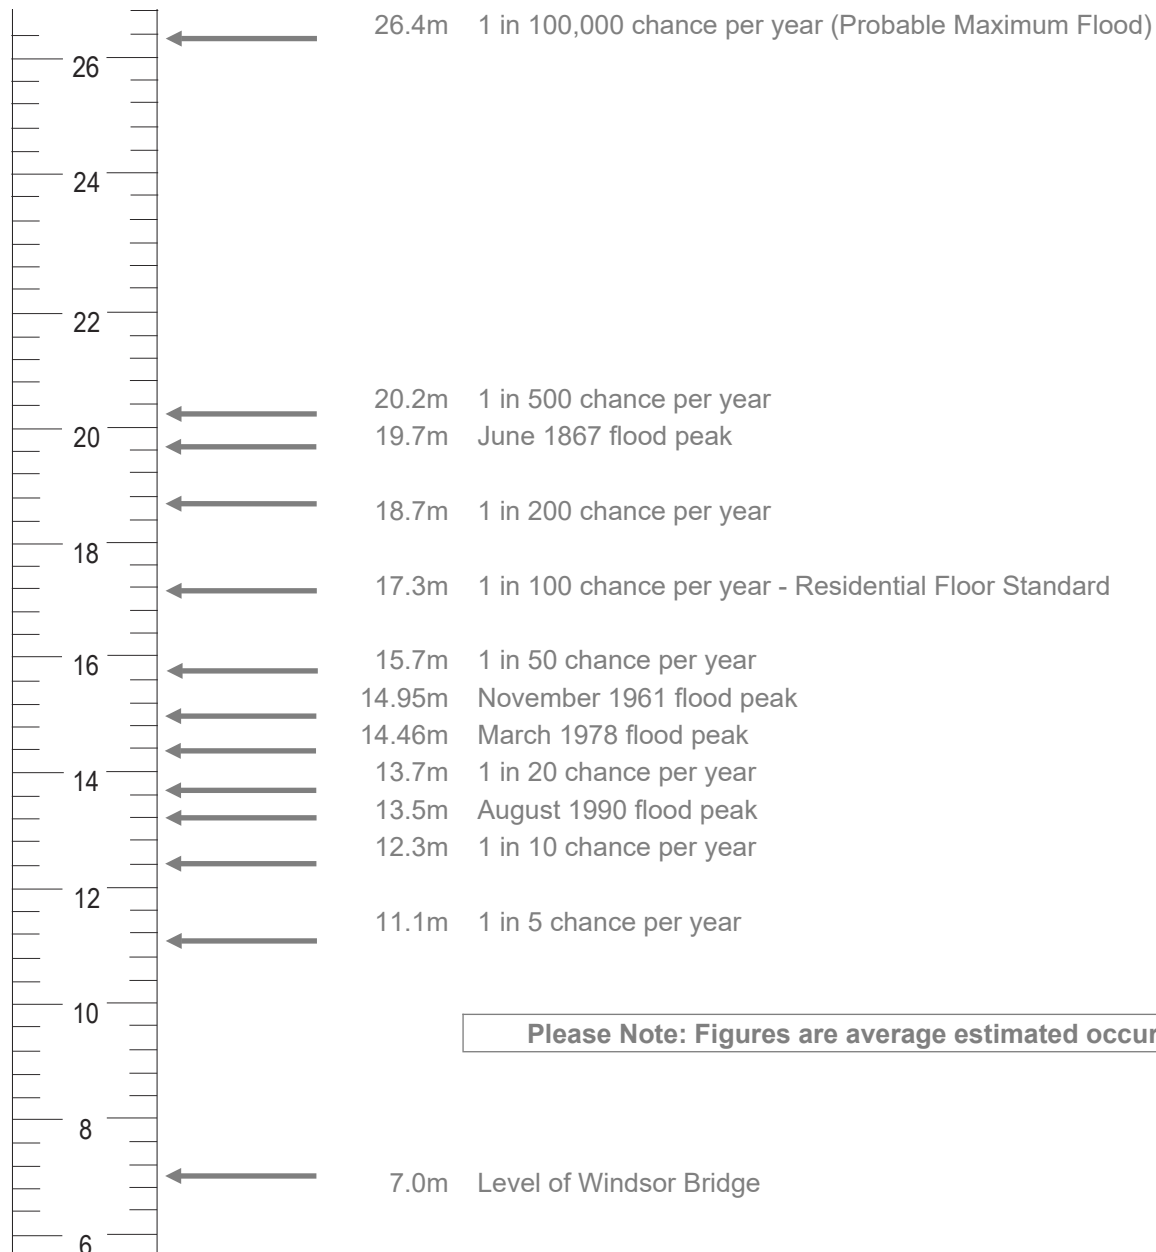 26.4m 1 in 100,000 chance per year (Probable Maximum Flood)
26
24
22
20.2m 1 in 500 chance per year
20
19.7m June 1867 flood peak
18.7m 1 in 200 chance per year
18
17.3m 1 in 100 chance per year - Residential Floor Standard
16
15.7m 1 in 50 chance per year
14.95m November 1961 flood peak
14.46m March 1978 flood peak
14
13.7m 1 in 20 chance per year
13.5m August 1990 flood peak
12.3m 1 in 10 chance per year
12
11.1m 1 in 5 chance per year
10
Please Note: Figures are average estimated occur
8
7.0m Level of Windsor Bridge
6